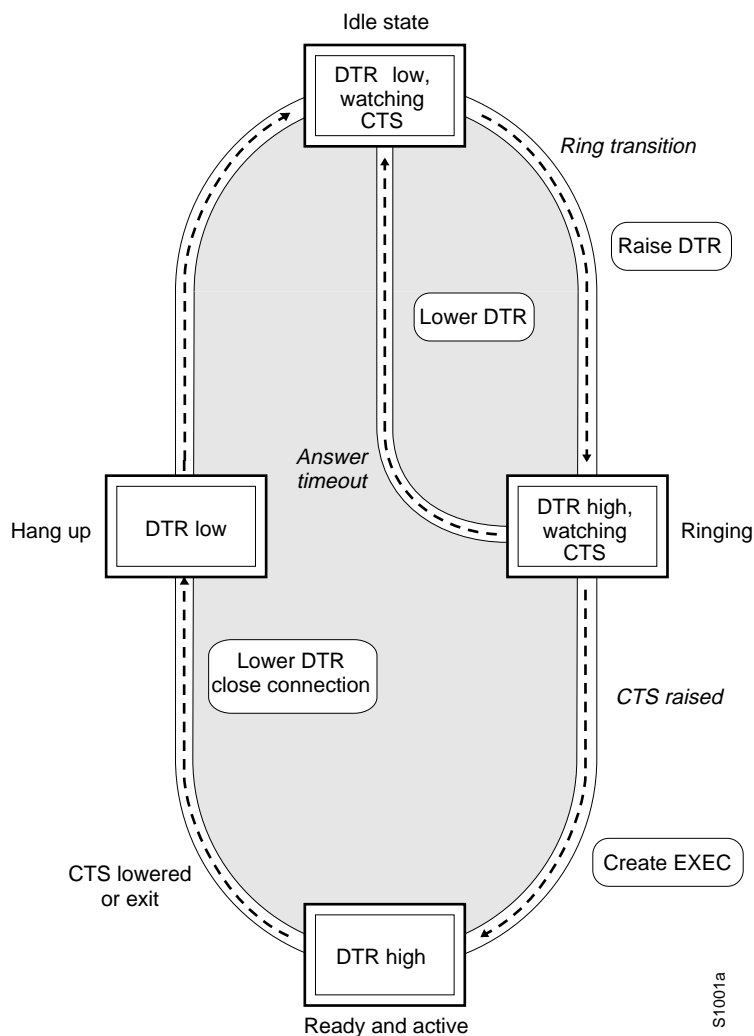 Idle state
DTR low,
watching
CTS
Ring transition
Raise DTR
Lower DTR
Answer
timeout
Hang up
DTR low
DTR high,
watching
CTS
Ringing
Lower DTR
close connection
CTS raised
CTS lowered
or exit
Create EXEC
DTR high
Ready and active
S1001a